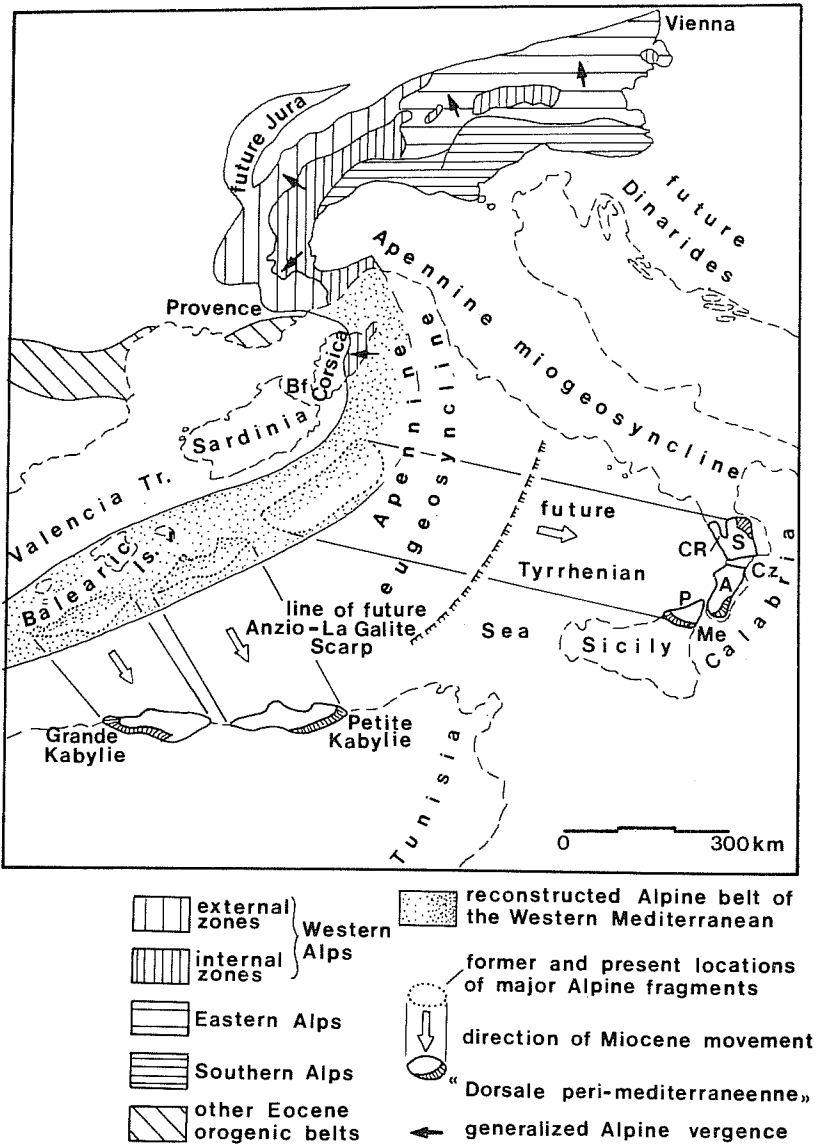 Vienna
future Jura
future
Dinarides
Provence
Apennine miogeosyncline
Corsica
Bf
Sardinia
Apennine
eugeosyncline
Valencia Tr.
Balearic
Is.
future
Tyrrhenian
Sea
line of future
Anzio-La Galite
Scarp
CR
S
Cz
A
P
Me
Sicily
Calabria
Grande
Kabylie
Petite
Kabylie
Tunisia
0 300km
external
zones
internal
zones
Western
Alps
Eastern Alps
Southern Alps
other Eocene
orogenic belts
reconstructed Alpine belt of
the Western Mediterranean
former and present locations
of major Alpine fragments
direction of Miocene movement
«Dorsale peri-mediterraneenne»
generalized Alpine vergence